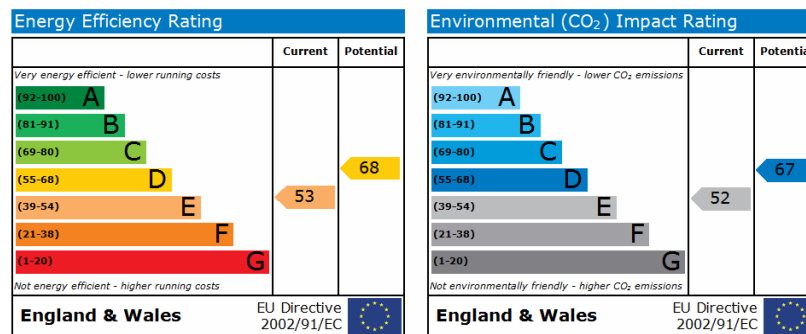 Energy Efficiency Rating
Current Potential
Very energy efficient - lower running costs
(92-100) A
(81-91) B
(69-80) C
(55-68) D
(39-54) E
(21-38) F
(1-20) G
68
53
Not energy efficient - higher running costs
England & Wales
EU Directive
2002/91/EC
Environmental (CO₂) Impact Rating
Current Potential
Very environmentally friendly - lower CO₂ emissions
(92-100) A
(81-91) B
(69-80) C
(55-68) D
(39-54) E
(21-38) F
(1-20) G
67
52
Not environmentally friendly - higher CO₂ emissions
England & Wales
EU Directive
2002/91/EC